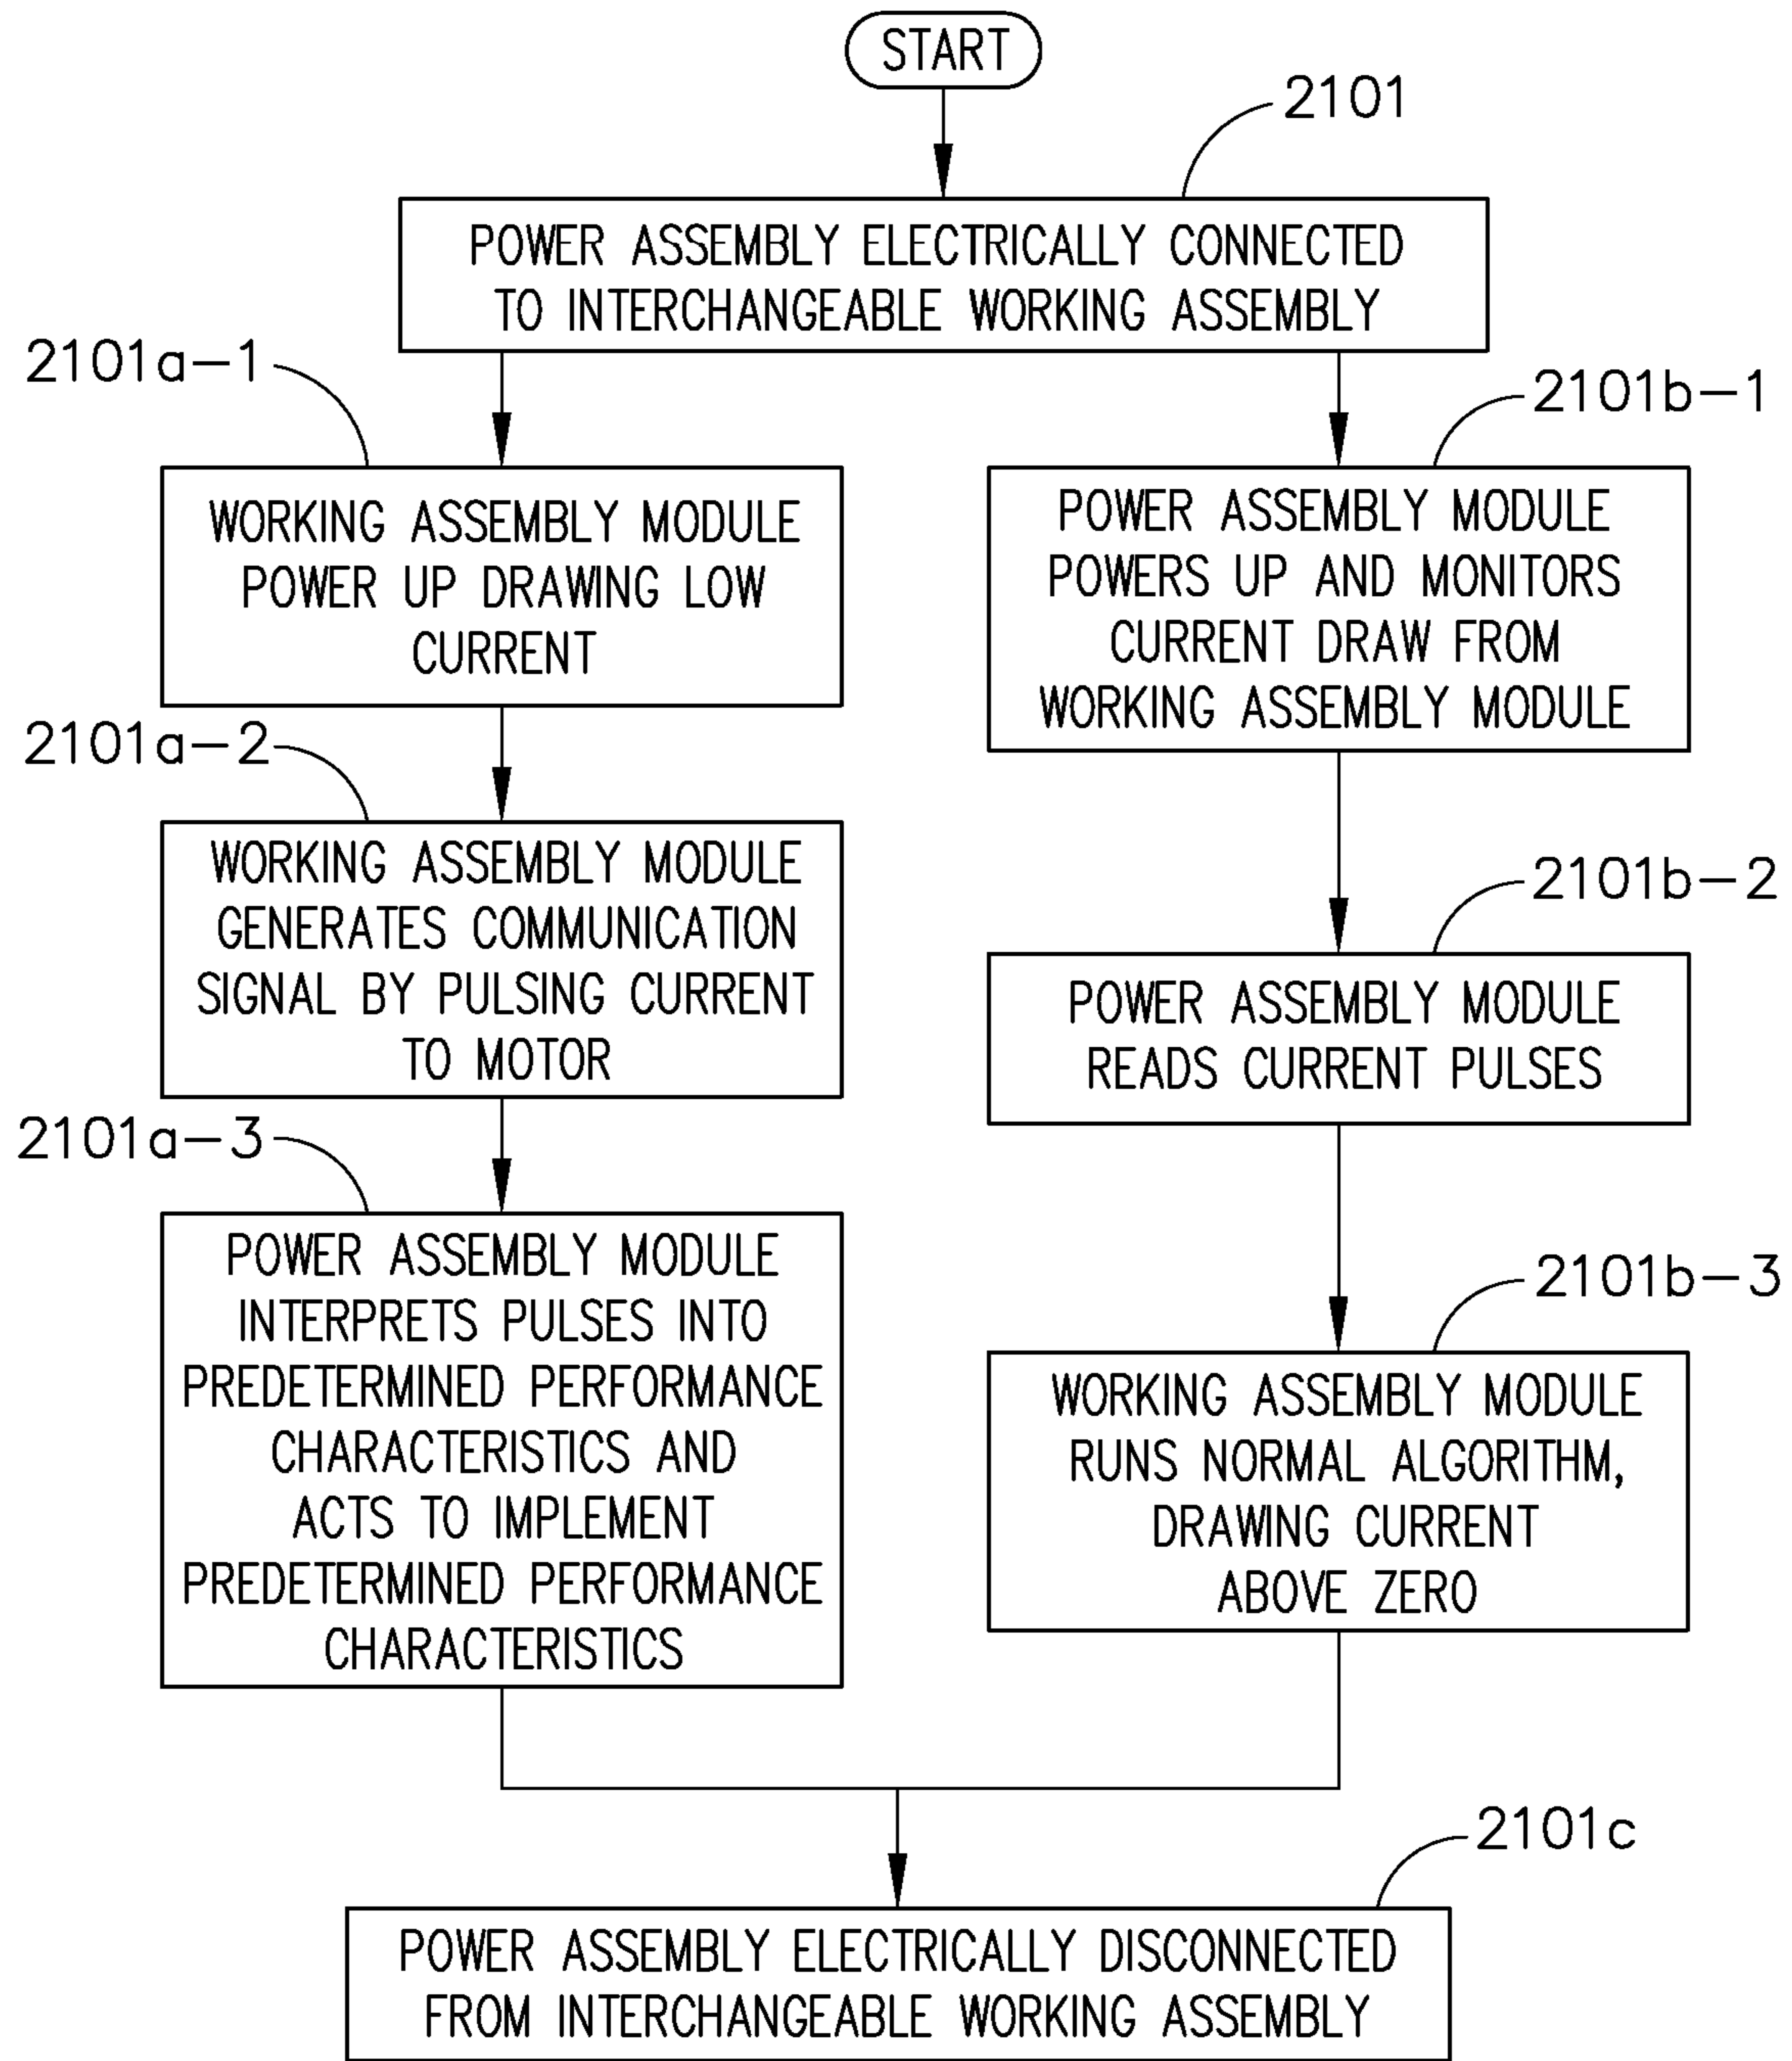 START
2101
POWER ASSEMBLY ELECTRICALLY CONNECTED
TO INTERCHANGEABLE WORKING ASSEMBLY
2101a-1
WORKING ASSEMBLY MODULE
POWER UP DRAWING LOW
CURRENT
2101b-1
POWER ASSEMBLY MODULE
POWERS UP AND MONITORS
CURRENT DRAW FROM
WORKING ASSEMBLY MODULE
2101a-2
WORKING ASSEMBLY MODULE
GENERATES COMMUNICATION
SIGNAL BY PULSING CURRENT
TO MOTOR
2101b-2
POWER ASSEMBLY MODULE
READS CURRENT PULSES
2101a-3
POWER ASSEMBLY MODULE
INTERPRETS PULSES INTO
PREDETERMINED PERFORMANCE
CHARACTERISTICS AND
ACTS TO IMPLEMENT
PREDETERMINED PERFORMANCE
CHARACTERISTICS
2101b-3
WORKING ASSEMBLY MODULE
RUNS NORMAL ALGORITHM,
DRAWING CURRENT
ABOVE ZERO
2101c
POWER ASSEMBLY ELECTRICALLY DISCONNECTED
FROM INTERCHANGEABLE WORKING ASSEMBLY